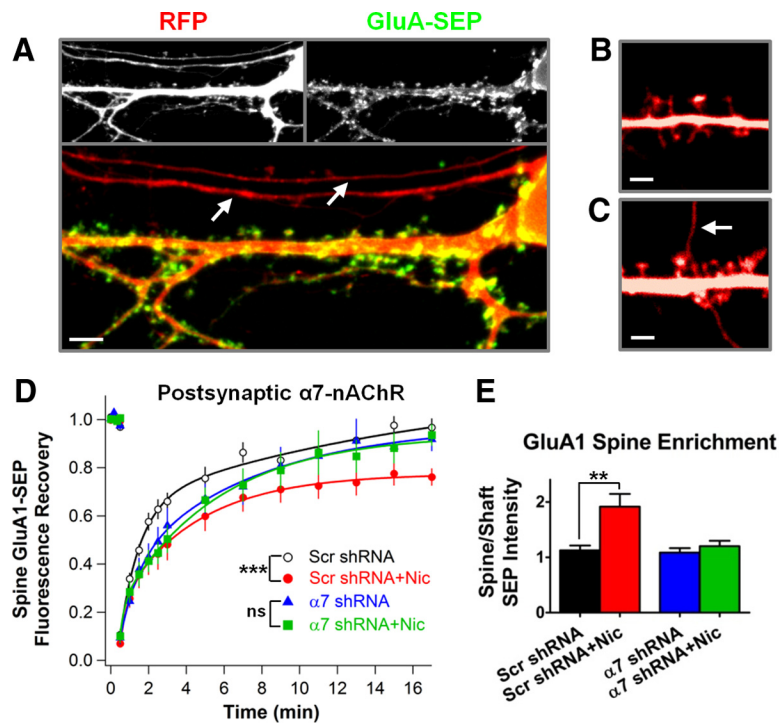 RFP GluA-SEP
A
B
C
D
Postsynaptic α7-nAChR
Spine GluA1-SEP
Fluorescence Recovery
1.0
0.8
0.6
0.4
0.2
0.0
0 2 4 6 8 10 12 14 16
Time (min)
*** Scr shRNA
Scr shRNA+Nic
ns α7 shRNA
α7 shRNA+Nic
E
GluA1 Spine Enrichment
Spine/Shaft
SEP Intensity
2
1
0
**
Scr shRNA
Scr shRNA+Nic
α7 shRNA
α7 shRNA+Nic